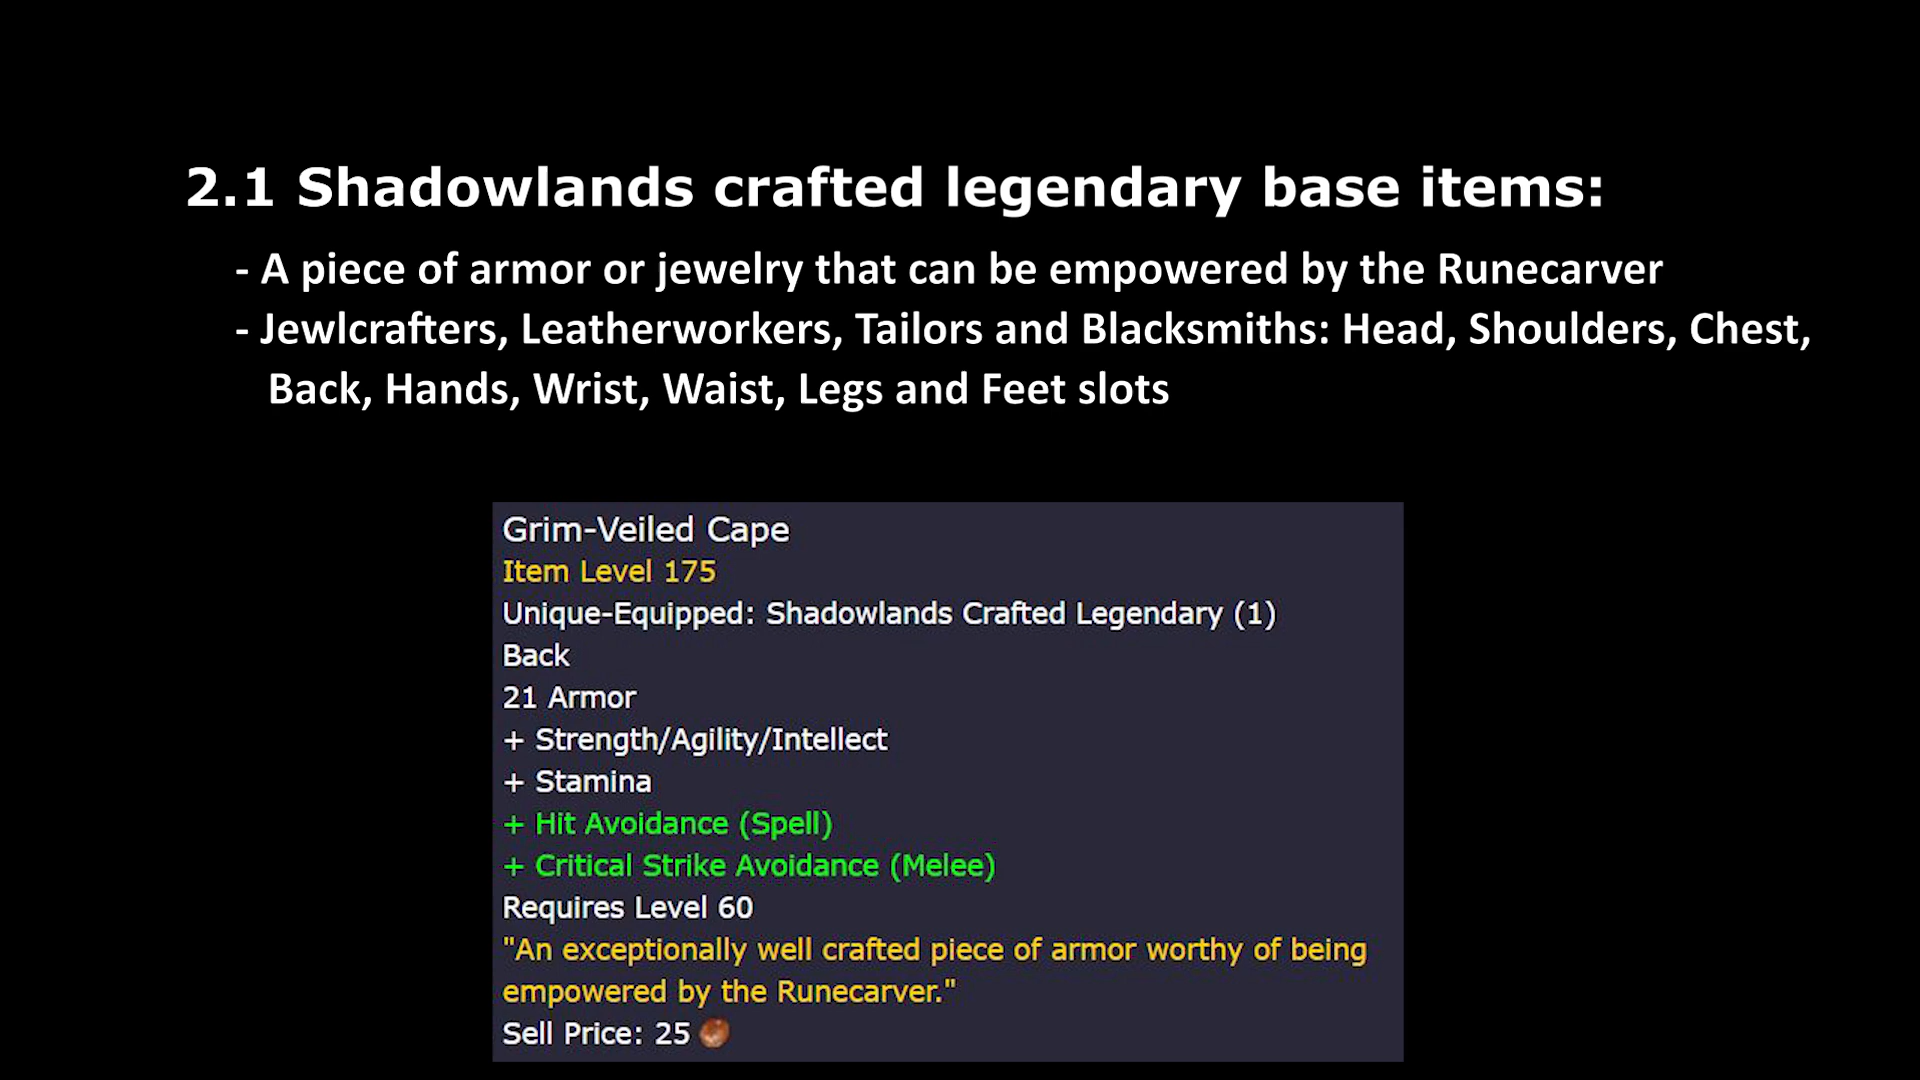 2.1 Shadowlands crafted legendary base items:
- A piece of armor or jewelry that can be empowered by the Runecarver
- Jewlcrafters, Leatherworkers, Tailors and Blacksmiths: Head, Shoulders, Chest,
Back, Hands, Wrist, Waist, Legs and Feet slots
Grim-Veiled Cape
Item Level 175
Unique-Equipped: Shadowlands Crafted Legendary (1)
Back
21 Armor
+ Strength/Agility/Intellect
+ Stamina
+ Hit Avoidance (Spell)
+ Critical Strike Avoidance (Melee)
Requires Level 60
"An exceptionally well crafted piece of armor worthy of being
empowered by the Runecarver."
Sell Price: 25